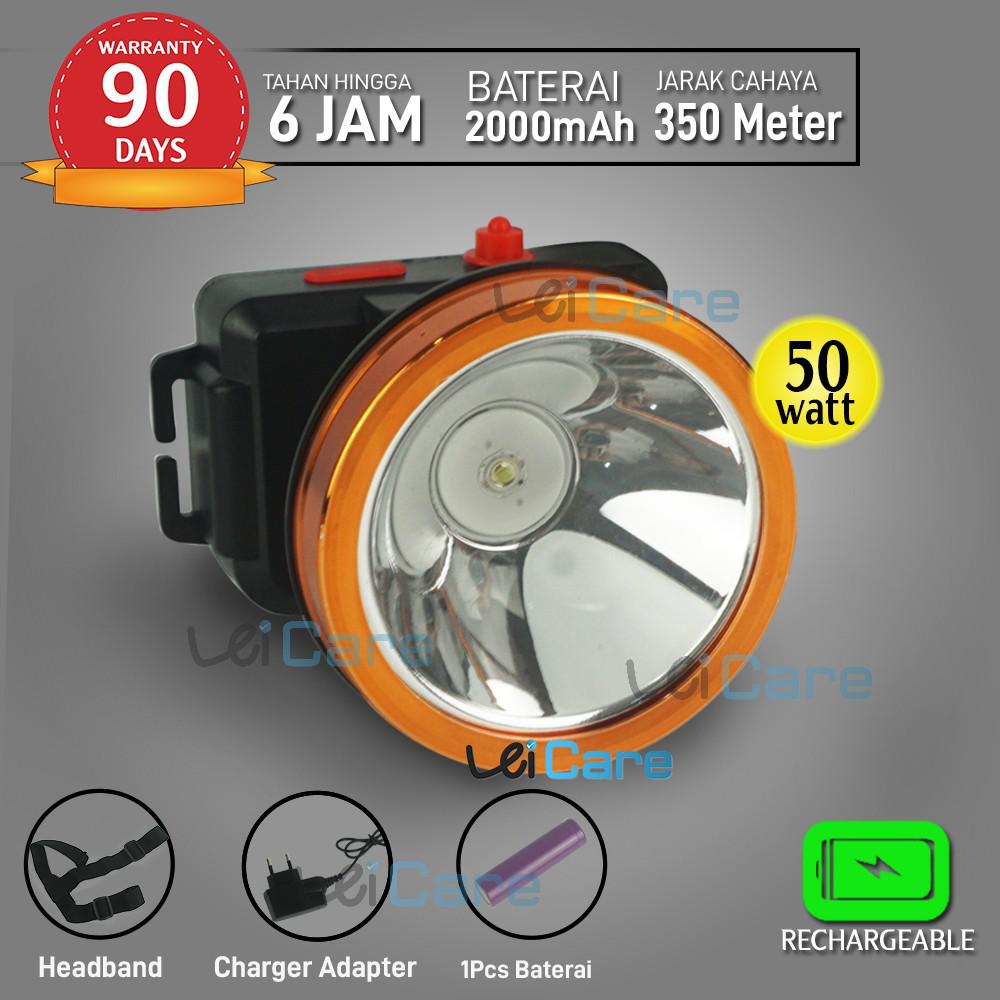 WARRANTY
90
DAYS
TAHAN HINGGA
6 JAM
BATERAI
2000mAh
JARAK CAHAYA
350 Meter
LeiCare
50
watt
LeiCare
LeiCare
LeiCare
LeiCare
Headband
Charger Adapter
1Pcs Baterai
RECHARGEABLE